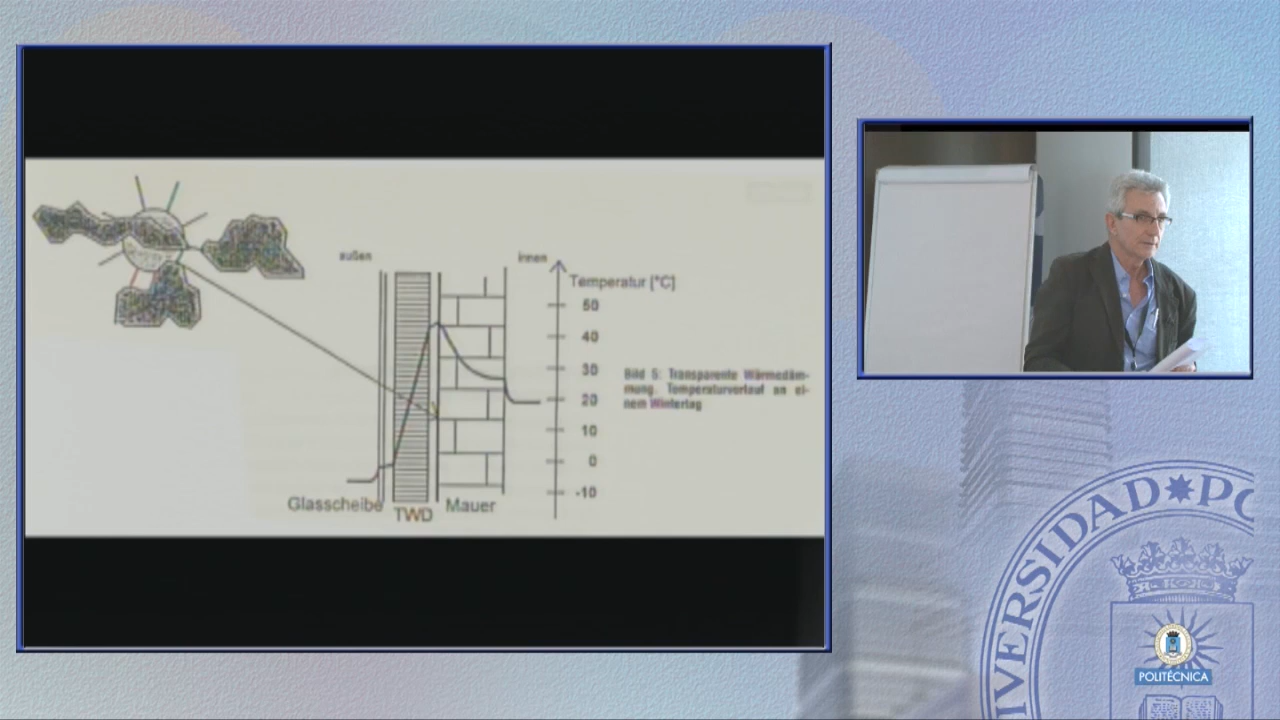 außen
innen
Temperatur [°C]
50
40
30
20
10
0
-10
Bild 5: Transparente Wärmedäm-
mung. Temperaturverlauf an ei-
nem Wintertag
Glasscheibe
TWD
Mauer
IVERSIDAD PO
POLITÉCNICA